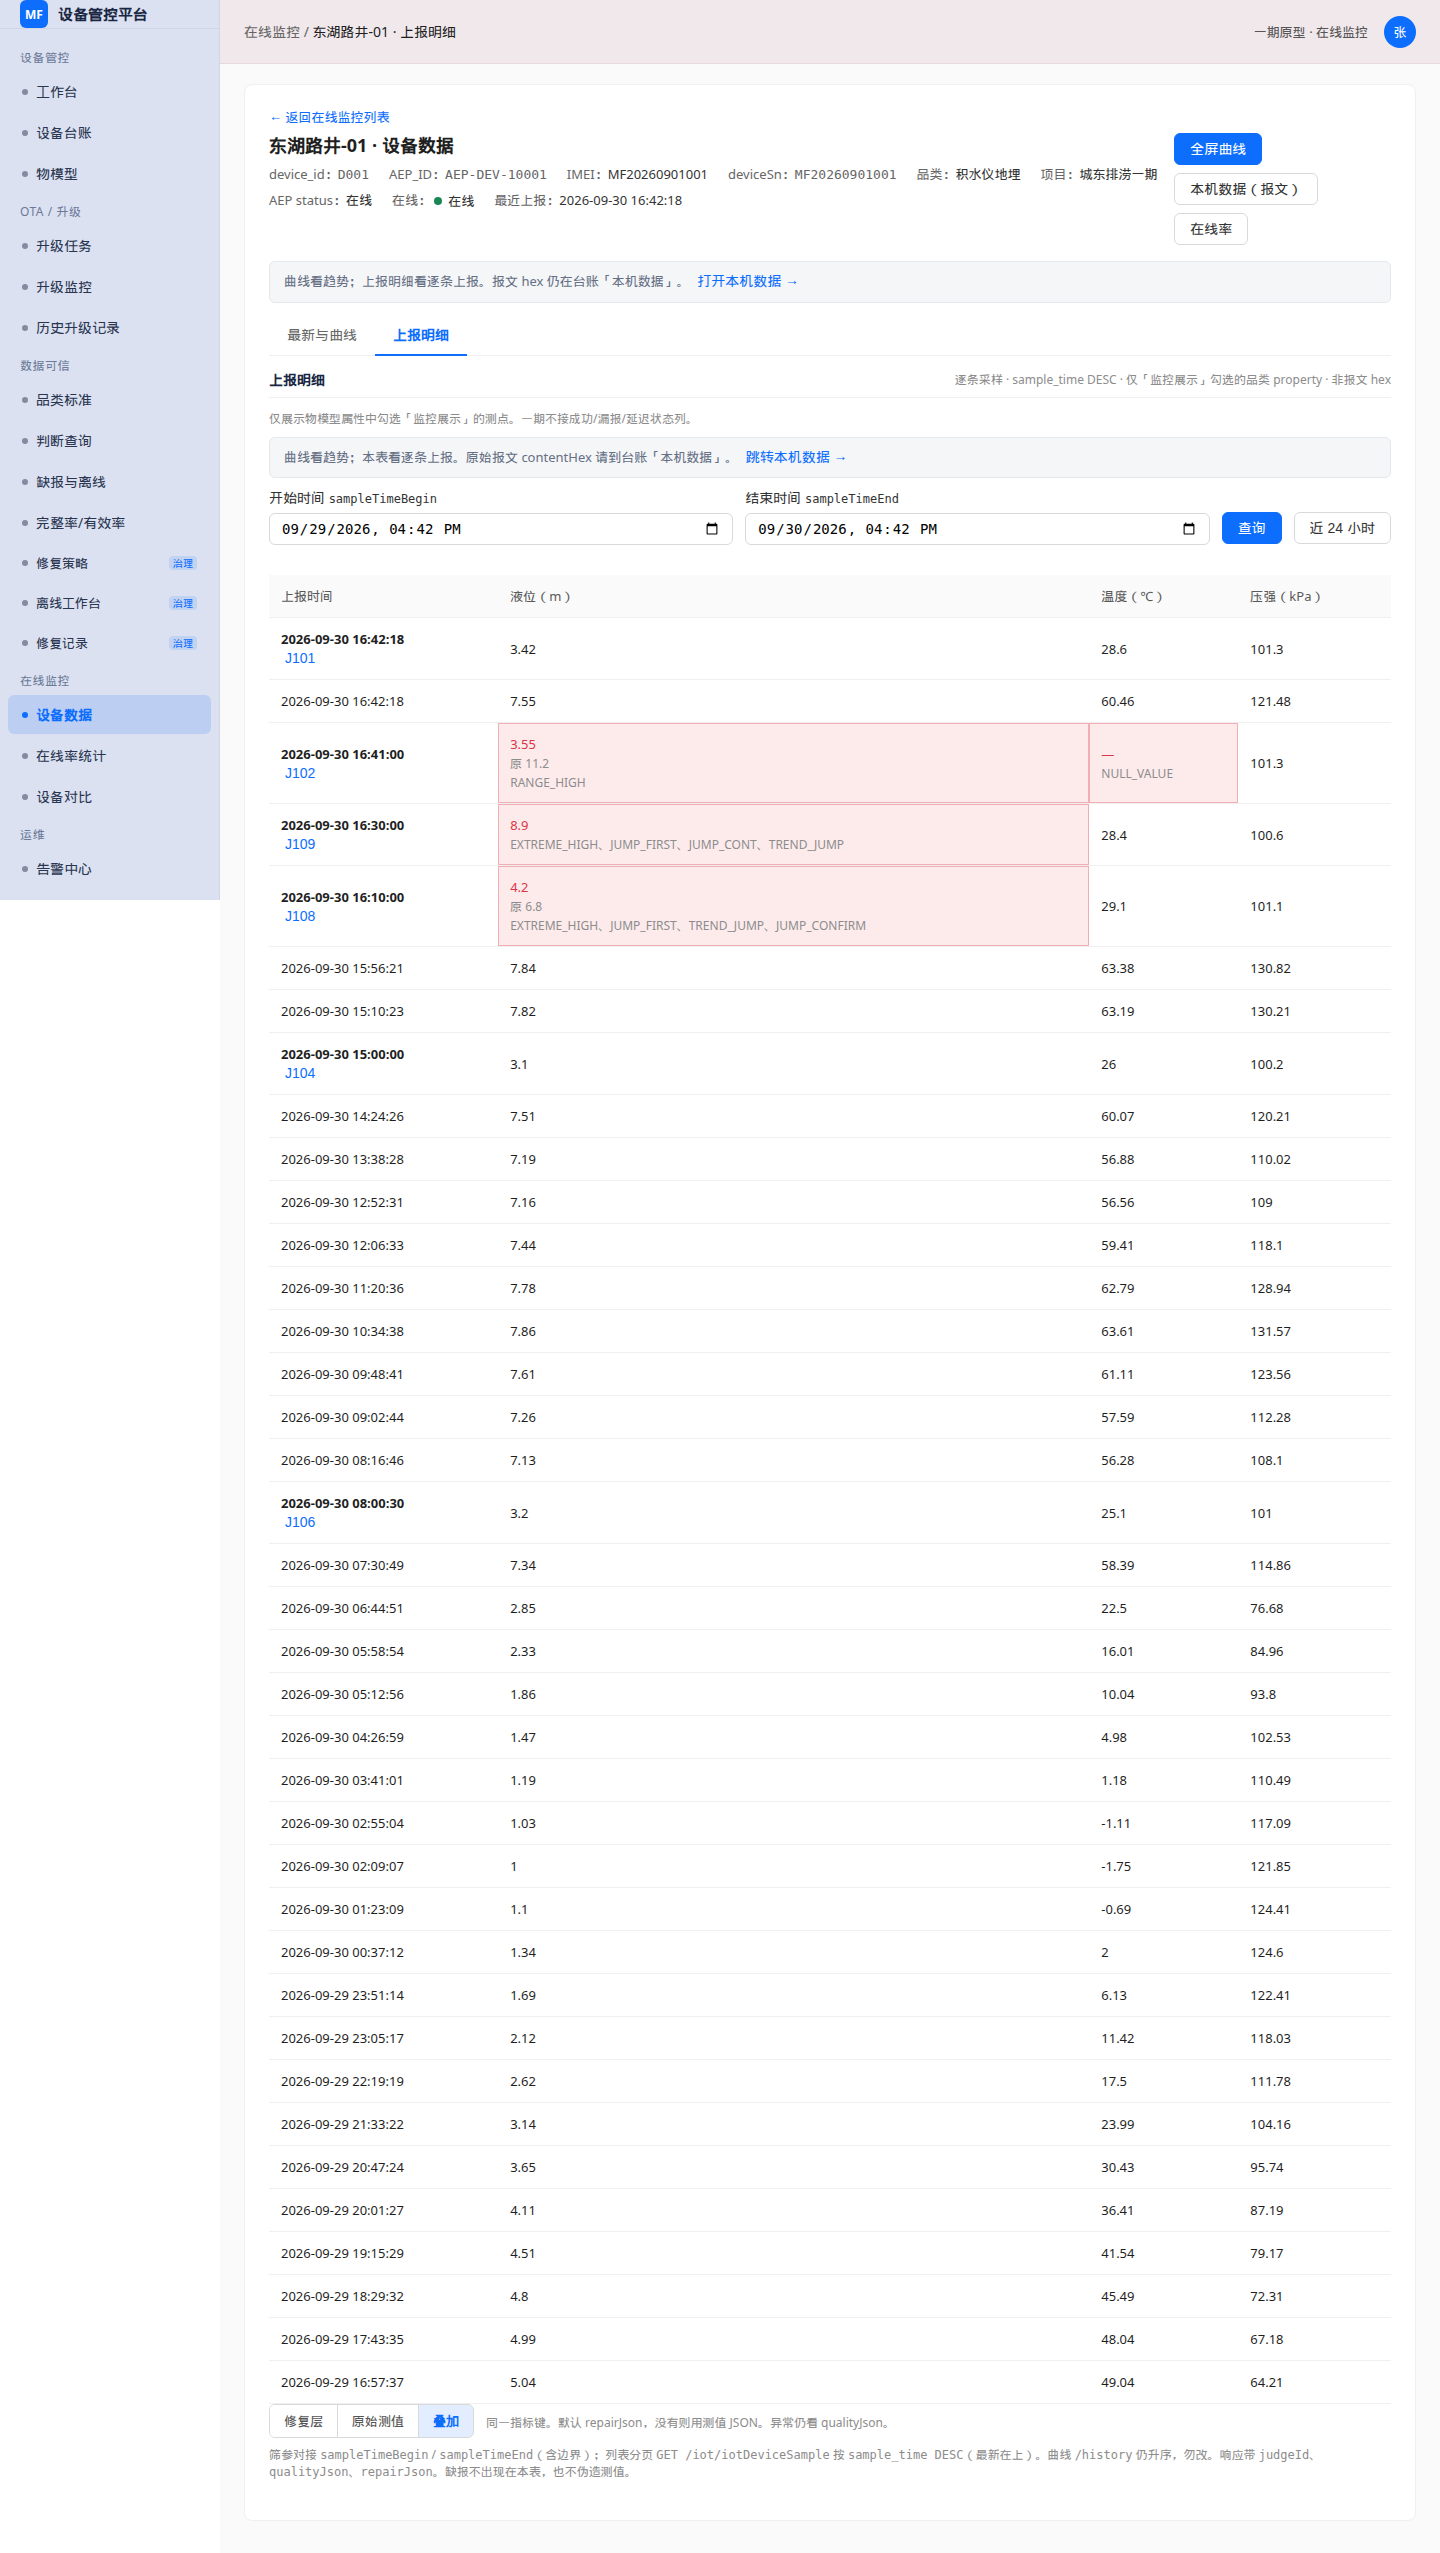 MF 设备管控平台
设备管控
工作台
设备台账
物模型
OTA / 升级
升级任务
升级监控
历史升级记录
数据可信
品类标准
判断查询
缺报与离线
完整率/有效率
修复策略 治理
离线工作台 治理
修复记录 治理
在线监控
设备数据
在线率统计
设备对比
运维
告警中心
在线监控 / 东湖路井-01 · 上报明细
一期原型 · 在线监控 张
← 返回在线监控列表
东湖路井-01 · 设备数据
device_id: D001 AEP_ID: AEP-DEV-10001 IMEI: MF20260901001 deviceSn: MF20260901001 品类: 积水仪地埋 项目: 城东排涝一期
AEP status: 在线 在线: 在线 最近上报: 2026-09-30 16:42:18
全屏曲线
本机数据（报文）
在线率
曲线看趋势；上报明细看逐条上报。报文 hex 仍在台账「本机数据」。 打开本机数据 →
最新与曲线 上报明细
上报明细 逐条采样 · sample_time DESC · 仅「监控展示」勾选的品类 property · 非报文 hex
仅展示物模型属性中勾选「监控展示」的测点。一期不接成功/漏报/延迟状态列。
曲线看趋势；本表看逐条上报。原始报文 contentHex 请到台账「本机数据」。 跳转本机数据 →
开始时间 sampleTimeBegin 结束时间 sampleTimeEnd
09/29/2026, 04:42 PM 09/30/2026, 04:42 PM 查询 近 24 小时
上报时间 液位（m） 温度（℃） 压强（kPa）
2026-09-30 16:42:18 J101 3.42 28.6 101.3
2026-09-30 16:42:18 7.55 60.46 121.48
2026-09-30 16:41:00 J102 3.55 原 11.2 RANGE_HIGH — NULL_VALUE 101.3
2026-09-30 16:30:00 J109 8.9 EXTREME_HIGH、JUMP_FIRST、JUMP_CONT、TREND_JUMP 28.4 100.6
2026-09-30 16:10:00 J108 4.2 原 6.8 EXTREME_HIGH、JUMP_FIRST、TREND_JUMP、JUMP_CONFIRM 29.1 101.1
2026-09-30 15:56:21 7.84 63.38 130.82
2026-09-30 15:10:23 7.82 63.19 130.21
2026-09-30 15:00:00 J104 3.1 26 100.2
2026-09-30 14:24:26 7.51 60.07 120.21
2026-09-30 13:38:28 7.19 56.88 110.02
2026-09-30 12:52:31 7.16 56.56 109
2026-09-30 12:06:33 7.44 59.41 118.1
2026-09-30 11:20:36 7.78 62.79 128.94
2026-09-30 10:34:38 7.86 63.61 131.57
2026-09-30 09:48:41 7.61 61.11 123.56
2026-09-30 09:02:44 7.26 57.59 112.28
2026-09-30 08:16:46 7.13 56.28 108.1
2026-09-30 08:00:30 J106 3.2 25.1 101
2026-09-30 07:30:49 7.34 58.39 114.86
2026-09-30 06:44:51 2.85 22.5 76.68
2026-09-30 05:58:54 2.33 16.01 84.96
2026-09-30 05:12:56 1.86 10.04 93.8
2026-09-30 04:26:59 1.47 4.98 102.53
2026-09-30 03:41:01 1.19 1.18 110.49
2026-09-30 02:55:04 1.03 -1.11 117.09
2026-09-30 02:09:07 1 -1.75 121.85
2026-09-30 01:23:09 1.1 -0.69 124.41
2026-09-30 00:37:12 1.34 2 124.6
2026-09-29 23:51:14 1.69 6.13 122.41
2026-09-29 23:05:17 2.12 11.42 118.03
2026-09-29 22:19:19 2.62 17.5 111.78
2026-09-29 21:33:22 3.14 23.99 104.16
2026-09-29 20:47:24 3.65 30.43 95.74
2026-09-29 20:01:27 4.11 36.41 87.19
2026-09-29 19:15:29 4.51 41.54 79.17
2026-09-29 18:29:32 4.8 45.49 72.31
2026-09-29 17:43:35 4.99 48.04 67.18
2026-09-29 16:57:37 5.04 49.04 64.21
修复层 原始测值 叠加 同一指标键。默认 repairJson，没有则用测值 JSON。异常仍看 qualityJson。
筛参对接 sampleTimeBegin / sampleTimeEnd（含边界）；列表分页 GET /iot/iotDeviceSample 按 sample_time DESC（最新在上）。曲线 /history 仍升序，勿改。响应带 judgeId、
qualityJson、repairJson。缺报不出现在本表，也不伪造测值。